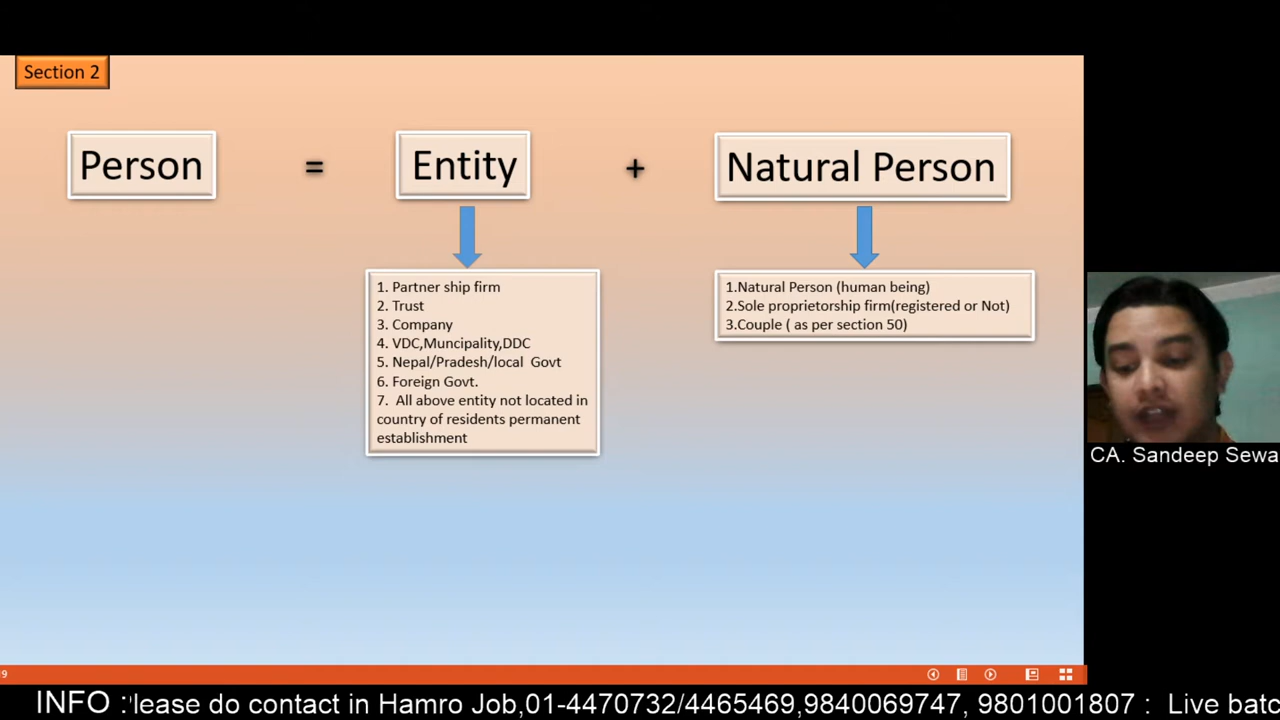 Section 2
Person = Entity + Natural Person
1. Partner ship firm
2. Trust
3. Company
4. VDC,Muncipality,DDC
5. Nepal/Pradesh/local Govt
6. Foreign Govt.
7. All above entity not located in
country of residents permanent
establishment
1.Natural Person (human being)
2.Sole proprietorship firm(registered or Not)
3.Couple ( as per section 50)
CA. Sandeep Sewa
9
INFO :'lease do contact in Hamro Job,01-4470732/4465469,9840069747, 9801001807 : Live batc